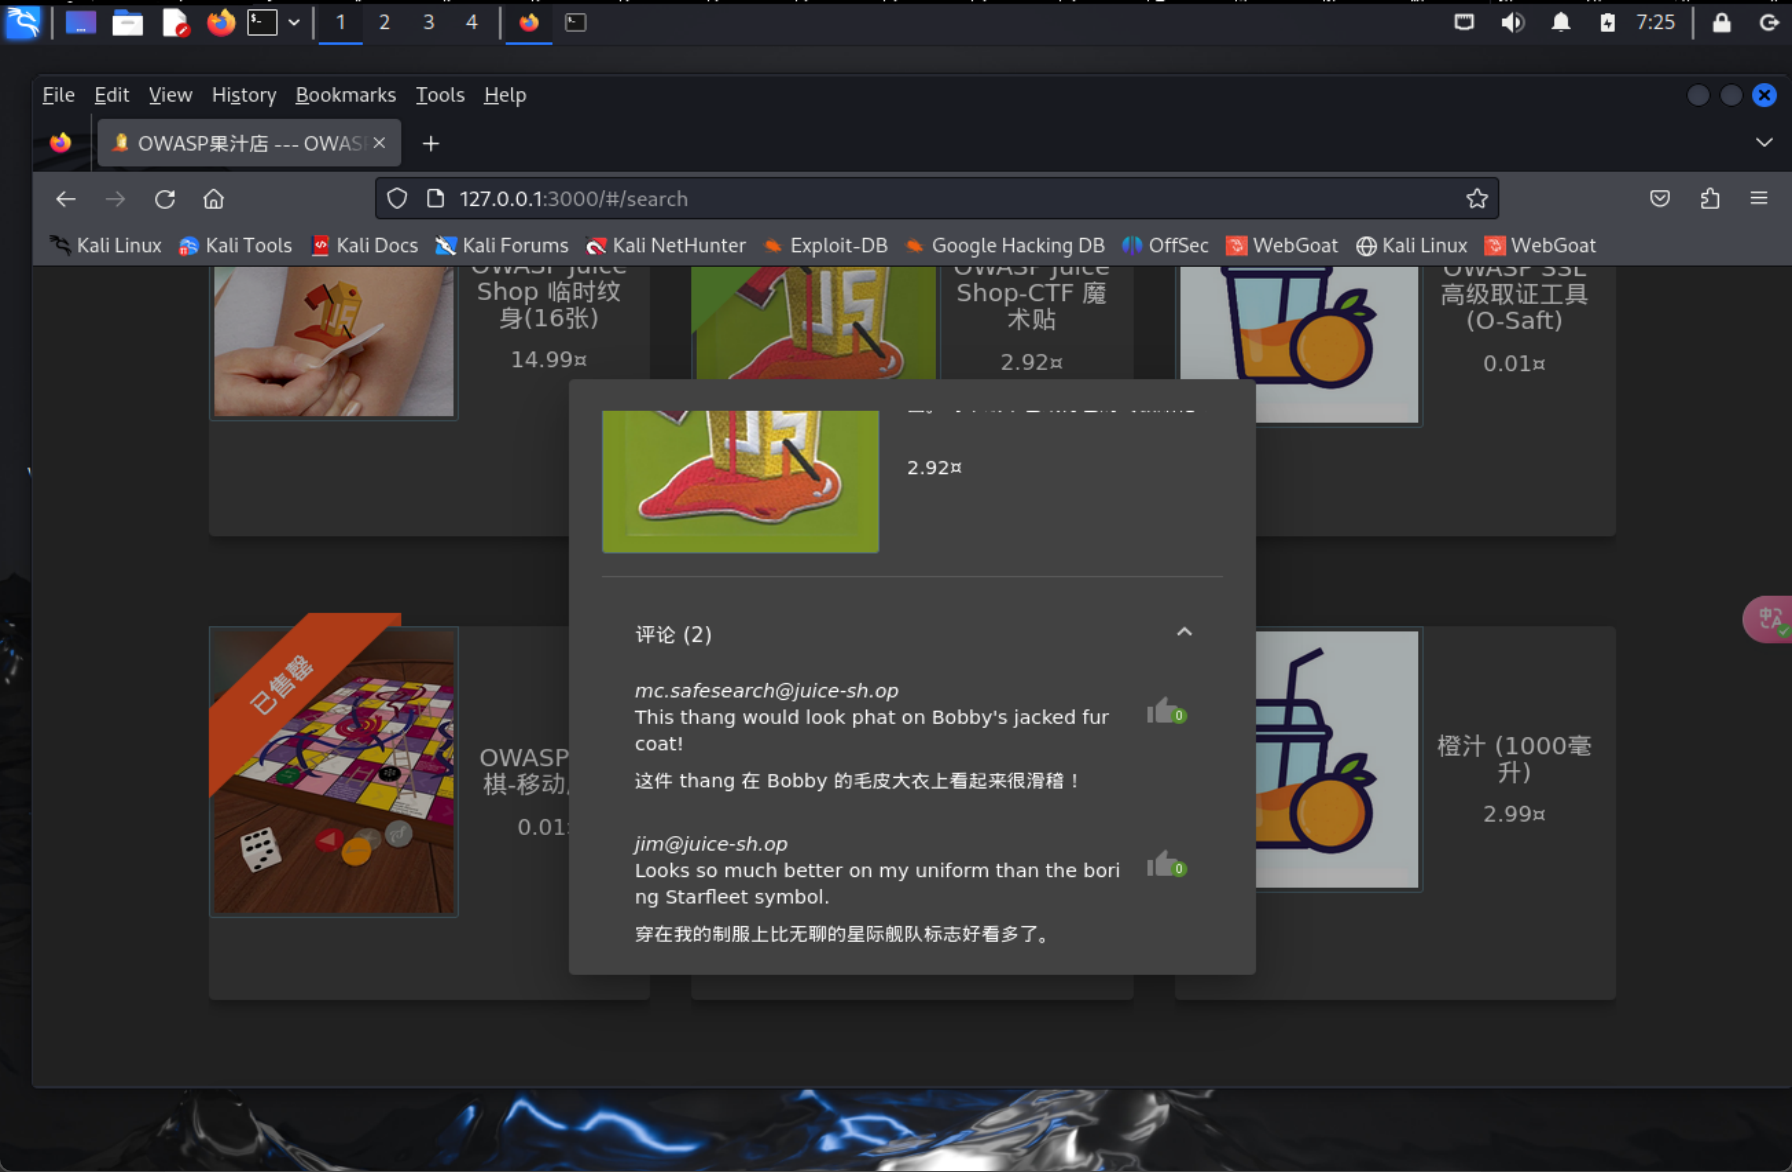 1 2 3 4
7:25
File Edit View History Bookmarks Tools Help
OWASP果汁店 --- OWAS
127.0.0.1:3000/#/search
Kali Linux Kali Tools Kali Docs Kali Forums Kali NetHunter Exploit-DB Google Hacking DB OffSec WebGoat Kali Linux WebGoat
OWASP Juice
Shop 临时纹
身(16张)
14.99¤
OWASP Juice
Shop-CTF 魔
术贴
2.92¤
OWASP SSL
高级取证工具
(O-Saft)
0.01¤
2.92¤
评论 (2)
mc.safesearch@juice-sh.op
This thang would look phat on Bobby's jacked fur
coat!
0
这件 thang 在 Bobby 的毛皮大衣上看起来很滑稽！
jim@juice-sh.op
Looks so much better on my uniform than the bori
ng Starfleet symbol.
0
穿在我的制服上比无聊的星际舰队标志好看多了。
已售罄
OWASP
棋-移动
0.01
橙汁 (1000毫
升)
2.99¤